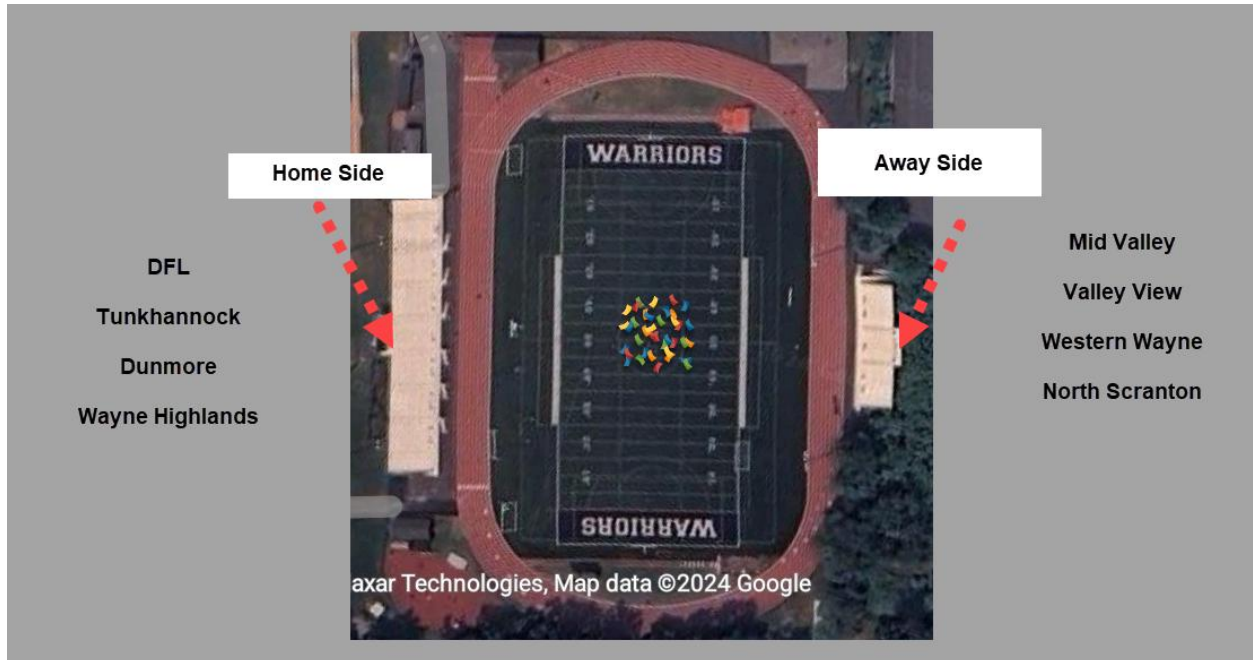 Home Side
Away Side
DFL
Tunkhannock
Dunmore
Wayne Highlands
Mid Valley
Valley View
Western Wayne
North Scranton
WARRIORS
WARRIORS
axar Technologies, Map data ©2024 Google